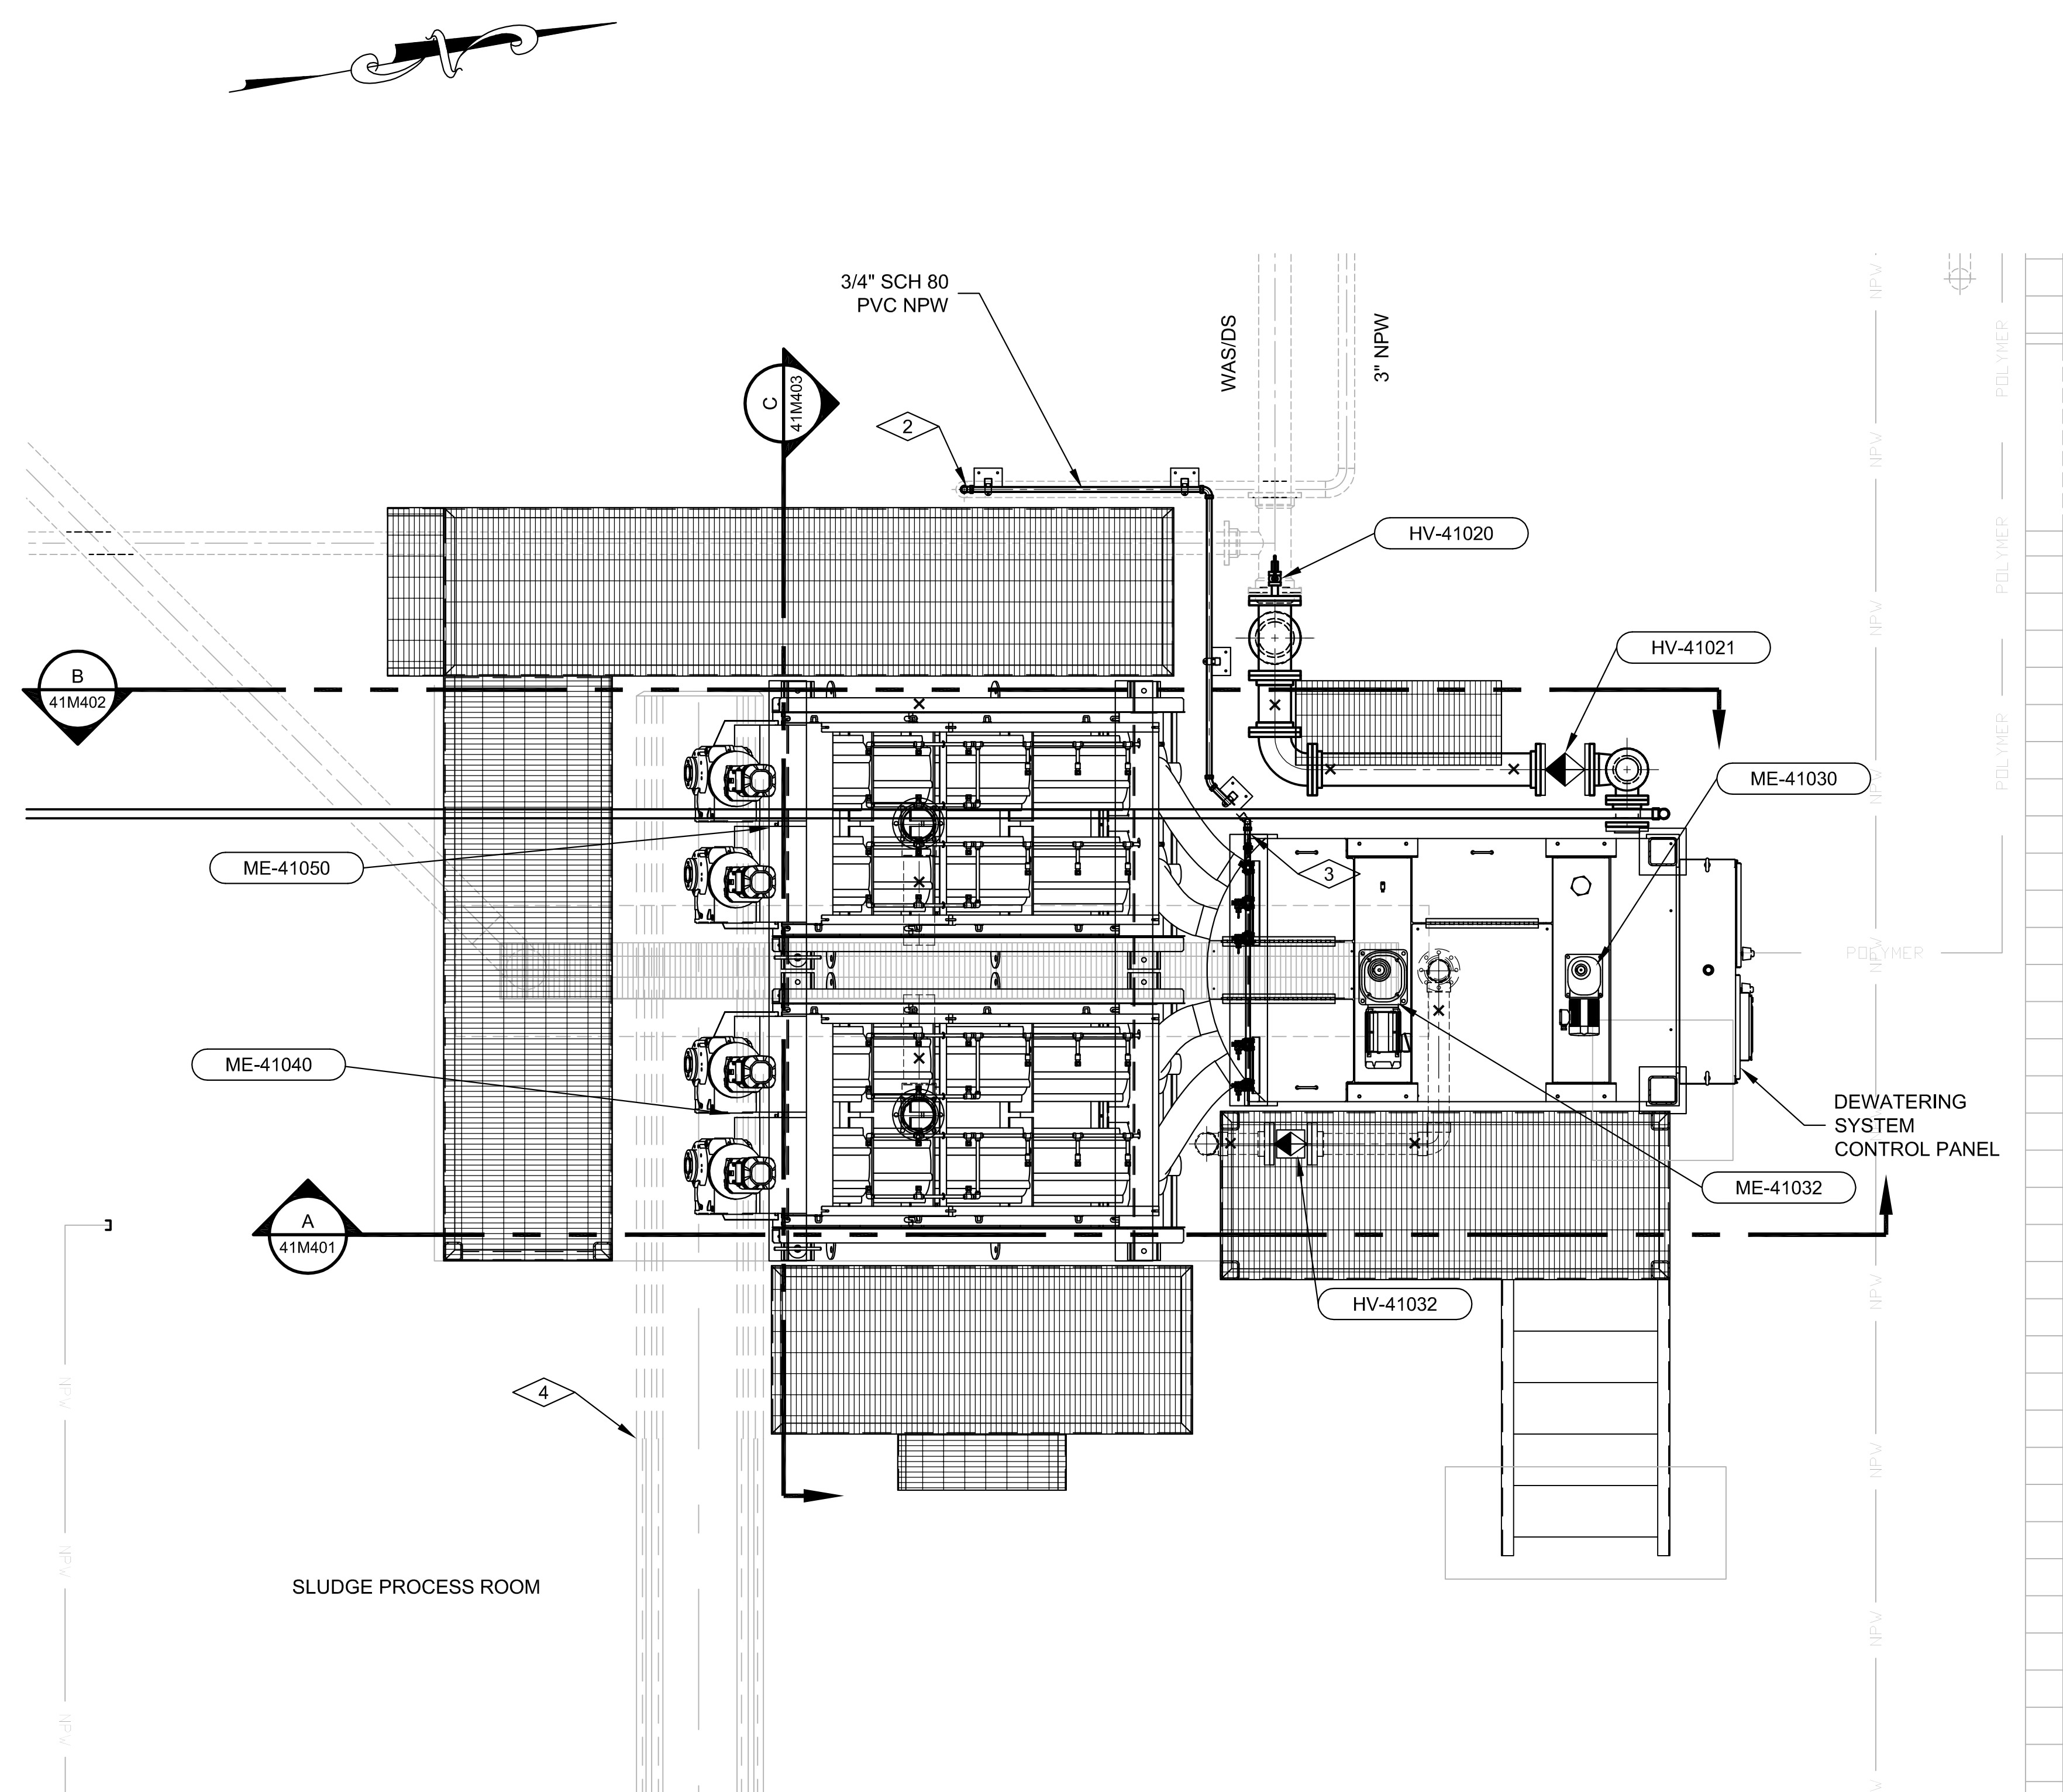 N
3/4" SCH 80
PVC NPW
WAS/DS
3" NPW
NPW
POLYMER
C
41M403
2
NPW
HV-41020
POLYMER
NPW
B
41M402
HV-41021
ME-41030
NPW
POLYMER
ME-41050
3
POLYMER
NPW
ME-41040
DEWATERING
SYSTEM
CONTROL PANEL
ME-41032
A
41M401
HV-41032
NPW
4
NPW
NPW
SLUDGE PROCESS ROOM
NPW
NPW
NPW